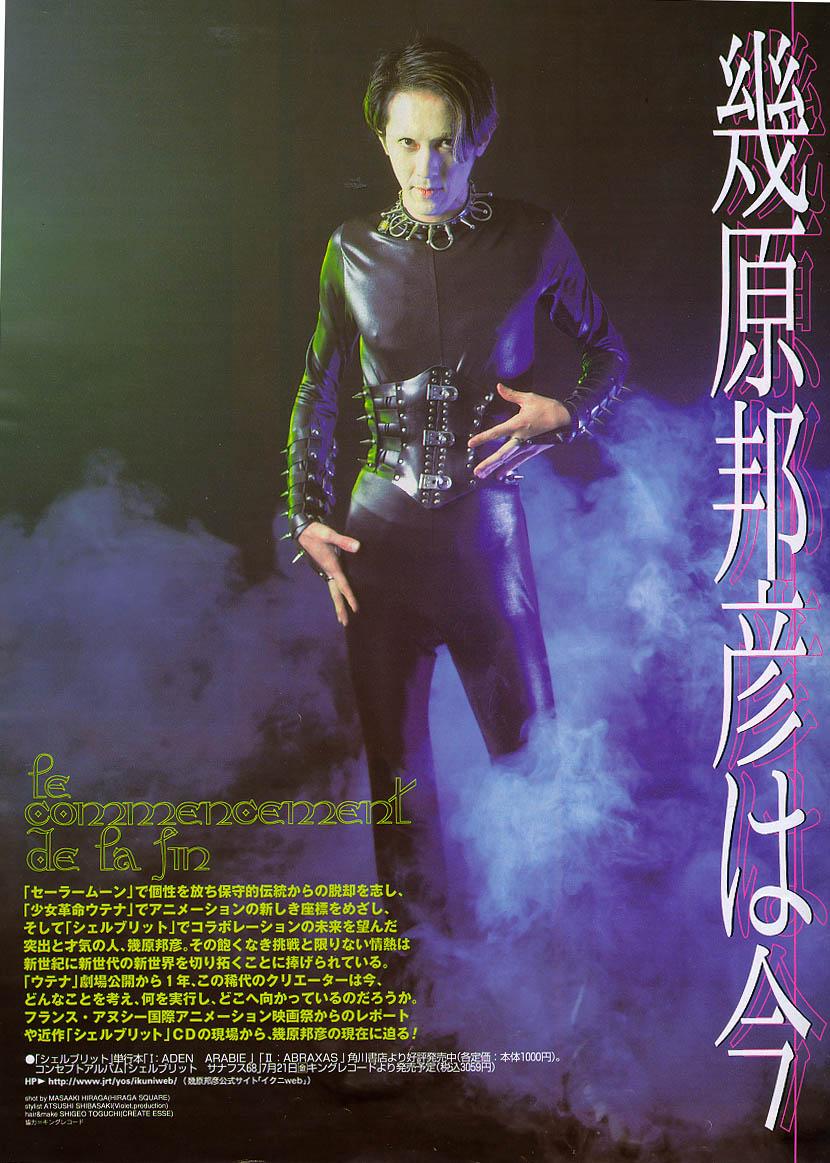 幾原邦彦は今
le
commencement
de la fin
「セーラームーン」で個性を放ち保守的伝統からの脱却を志し、
「少女革命ウテナ」でアニメーションの新しき座標をめざし、
そして「シェルブリット」でコラボレーションの未来を望んだ
突出と才気の人、幾原邦彦。その飽くなき挑戦と限りない情熱は
新世紀に新世代の新世界を切り拓くことに捧げられている。
「ウテナ」劇場公開から1年、この稀代のクリエーターは今、
どんなことを考え、何を実行し、どこへ向かっているのだろうか。
フランス・アヌシー国際アニメーション映画祭からのレポート
や近作「シェルブリット」CDの現場から、幾原邦彦の現在に迫る!
●「シェルブリット」単行本「Ⅰ:ADEN ARABIE」「Ⅱ:ABRAXAS」角川書店より好評発売中(各定価:本体1000円)。
コンセプトアルバム「シェルブリット サナフス68」7月21日㊎キングレコードより発売予定(税込3059円)
HP▶ http://www.jrt/yos/ikuniweb/(幾原邦彦公式サイト「イクニweb」)
shot by MASAAKI HIRAGA(HIRAGA SQUARE)
stylist ATSUSHI SHIBASAKI(Violet.production)
hair&make SHIGEO TOGUCHI(CREATE ESSE)
協力=キングレコード